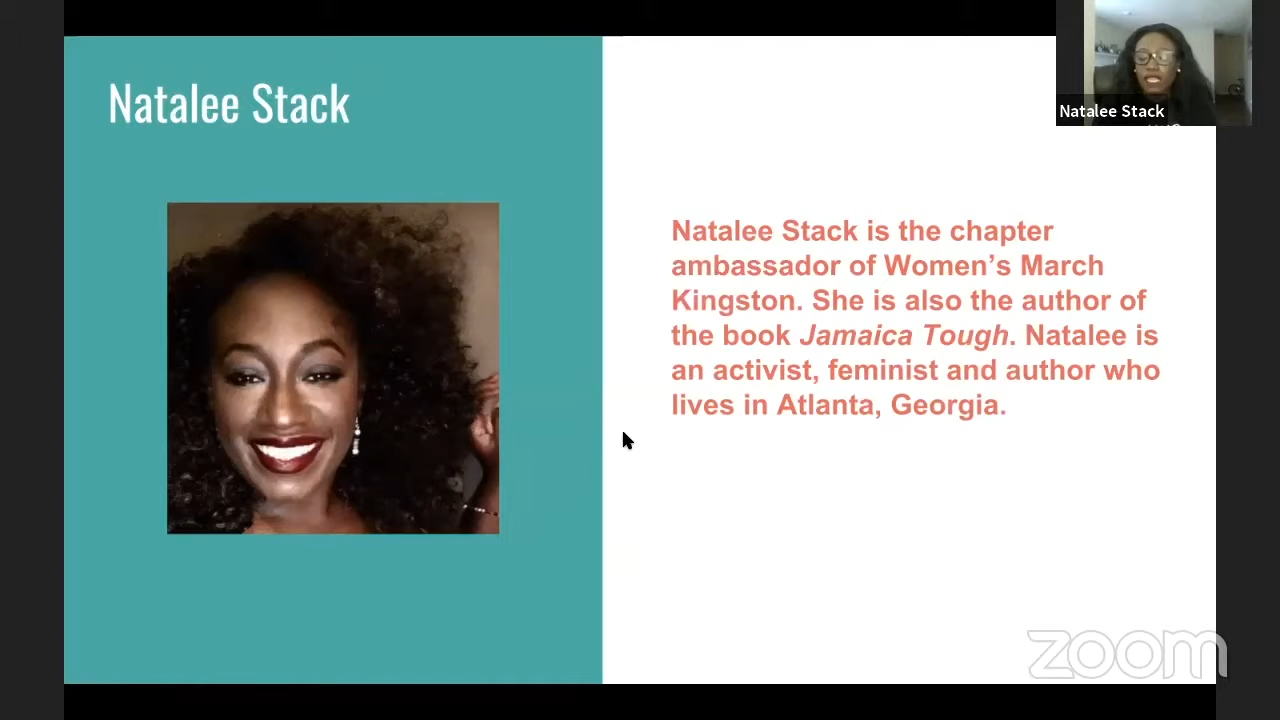 Natalee Stack
Natalee Stack
Natalee Stack is the chapter
ambassador of Women’s March
Kingston. She is also the author of
the book Jamaica Tough. Natalee is
an activist, feminist and author who
lives in Atlanta, Georgia.
zoom